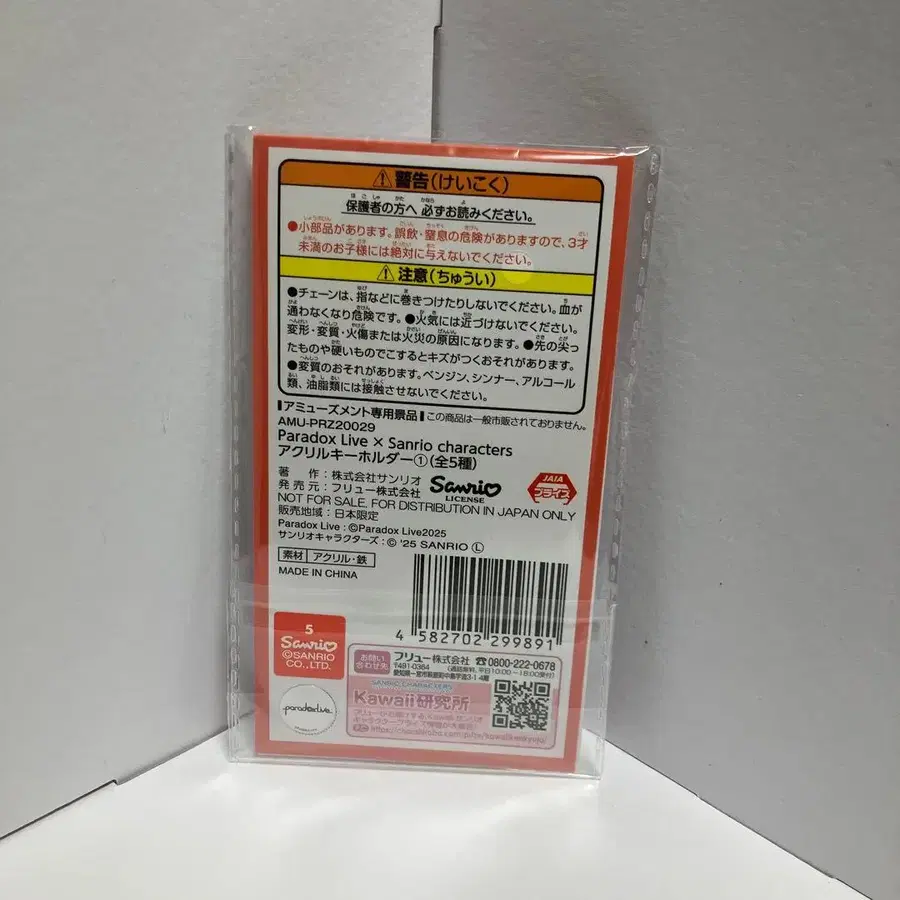 ⚠警告(けいこく)
保護者の方へ 必ずお読みください。
●小部品があります。誤飲・窒息の危険がありますので、3才
未満のお子様には絶対に与えないでください。
⚠注意(ちゅうい)
●チェーンは、指などに巻きつけたりしないでください。血が
通わなくなり危険です。●火気には近づけないでください。
変形・変質・火傷または火災の原因になります。●先の尖っ
たものや硬いものでこするとキズがつくおそれがあります。
●変質のおそれがあります。ベンジン、シンナー、アルコール
類、油脂類には接触させないでください。
アミューズメント専用景品 この商品は一般市販されておりません。
AMU-PRZ20029
Paradox Live × Sanrio characters
アクリルキーホルダー①(全5種)
著 作:株式会社サンリオ
発売元:フリュー株式会社
Sanrio
LICENSE
JAIA
プライズ
NOT FOR SALE, FOR DISTRIBUTION IN JAPAN ONLY
販売地域:日本限定
Paradox Live:©Paradox Live2025
サンリオキャラクターズ:© '25 SANRIO Ⓛ
素材 アクリル・鉄
MADE IN CHINA
4 582702 299891
5
Sanrio
©SANRIO
CO., LTD.
paradoxlive
お問い
合わせ先
フリュー株式会社 ☎0800-222-0678
SANRIO CHARACTERS
Kawaii研究所